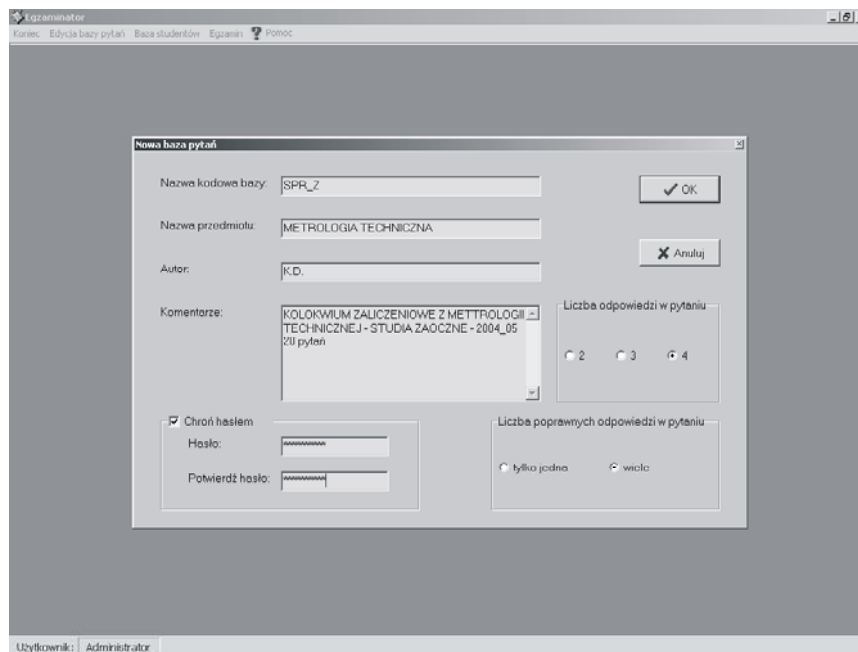 Egzaminator
Koniec Edycja bazy pytań Baza studentów Egzamin ? Pomoc
Nowa baza pytań
Nazwa kodowa bazy: SPR_Z
OK
Nazwa przedmiotu: METROLOGIA TECHNICZNA
Anuluj
Autor: K.D.
Komentarze: KOLOKWIUM ZALICZENIOWE Z METTROLOGII
TECHNICZNEJ - STUDIA ZAOCZNE - 2004_05
20 pytań
Liczba odpowiedzi w pytaniu
2 3 4
Chroń hasłem
Hasło: **********
Potwierdź hasło: **********
Liczba poprawnych odpowiedzi w pytaniu
tylko jedna wiele
Użytkownik: Administrator